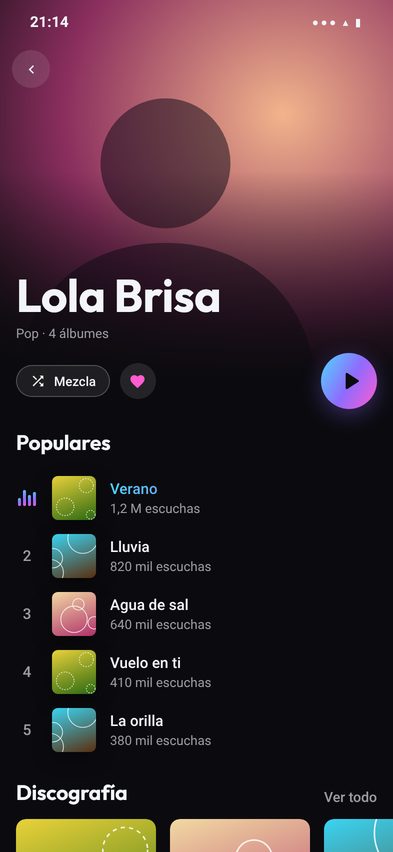 21:14
Lola Brisa
Pop · 4 álbumes
Mezcla
Populares
Verano
1,2 M escuchas
2
Lluvia
820 mil escuchas
3
Agua de sal
640 mil escuchas
4
Vuelo en ti
410 mil escuchas
5
La orilla
380 mil escuchas
Discografía
Ver todo